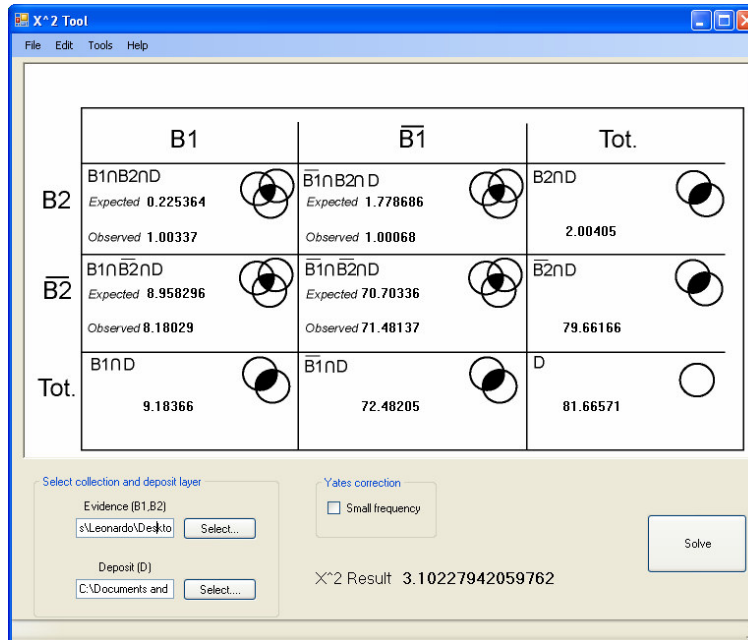 X^2 Tool
File Edit Tools Help
B1 B̅1̅ Tot.
B2
B1∩B2∩D
Expected 0.225364
Observed 1.00337
B̅1∩B2∩D
Expected 1.778686
Observed 1.00068
B2∩D
2.00405
B̅2̅
B1∩B̅2∩D
Expected 8.958296
Observed 8.18029
B̅1∩B̅2∩D
Expected 70.70336
Observed 71.48137
B̅2∩D
79.66166
Tot.
B1∩D
9.18366
B̅1∩D
72.48205
D
81.66571
Select collection and deposit layer
Evidence (B1,B2)
s\Leonardo\Deskto Select...
Deposit (D)
C:\Documents and Select....
Yates correction
Small frequency
X^2 Result 3.10227942059762
Solve